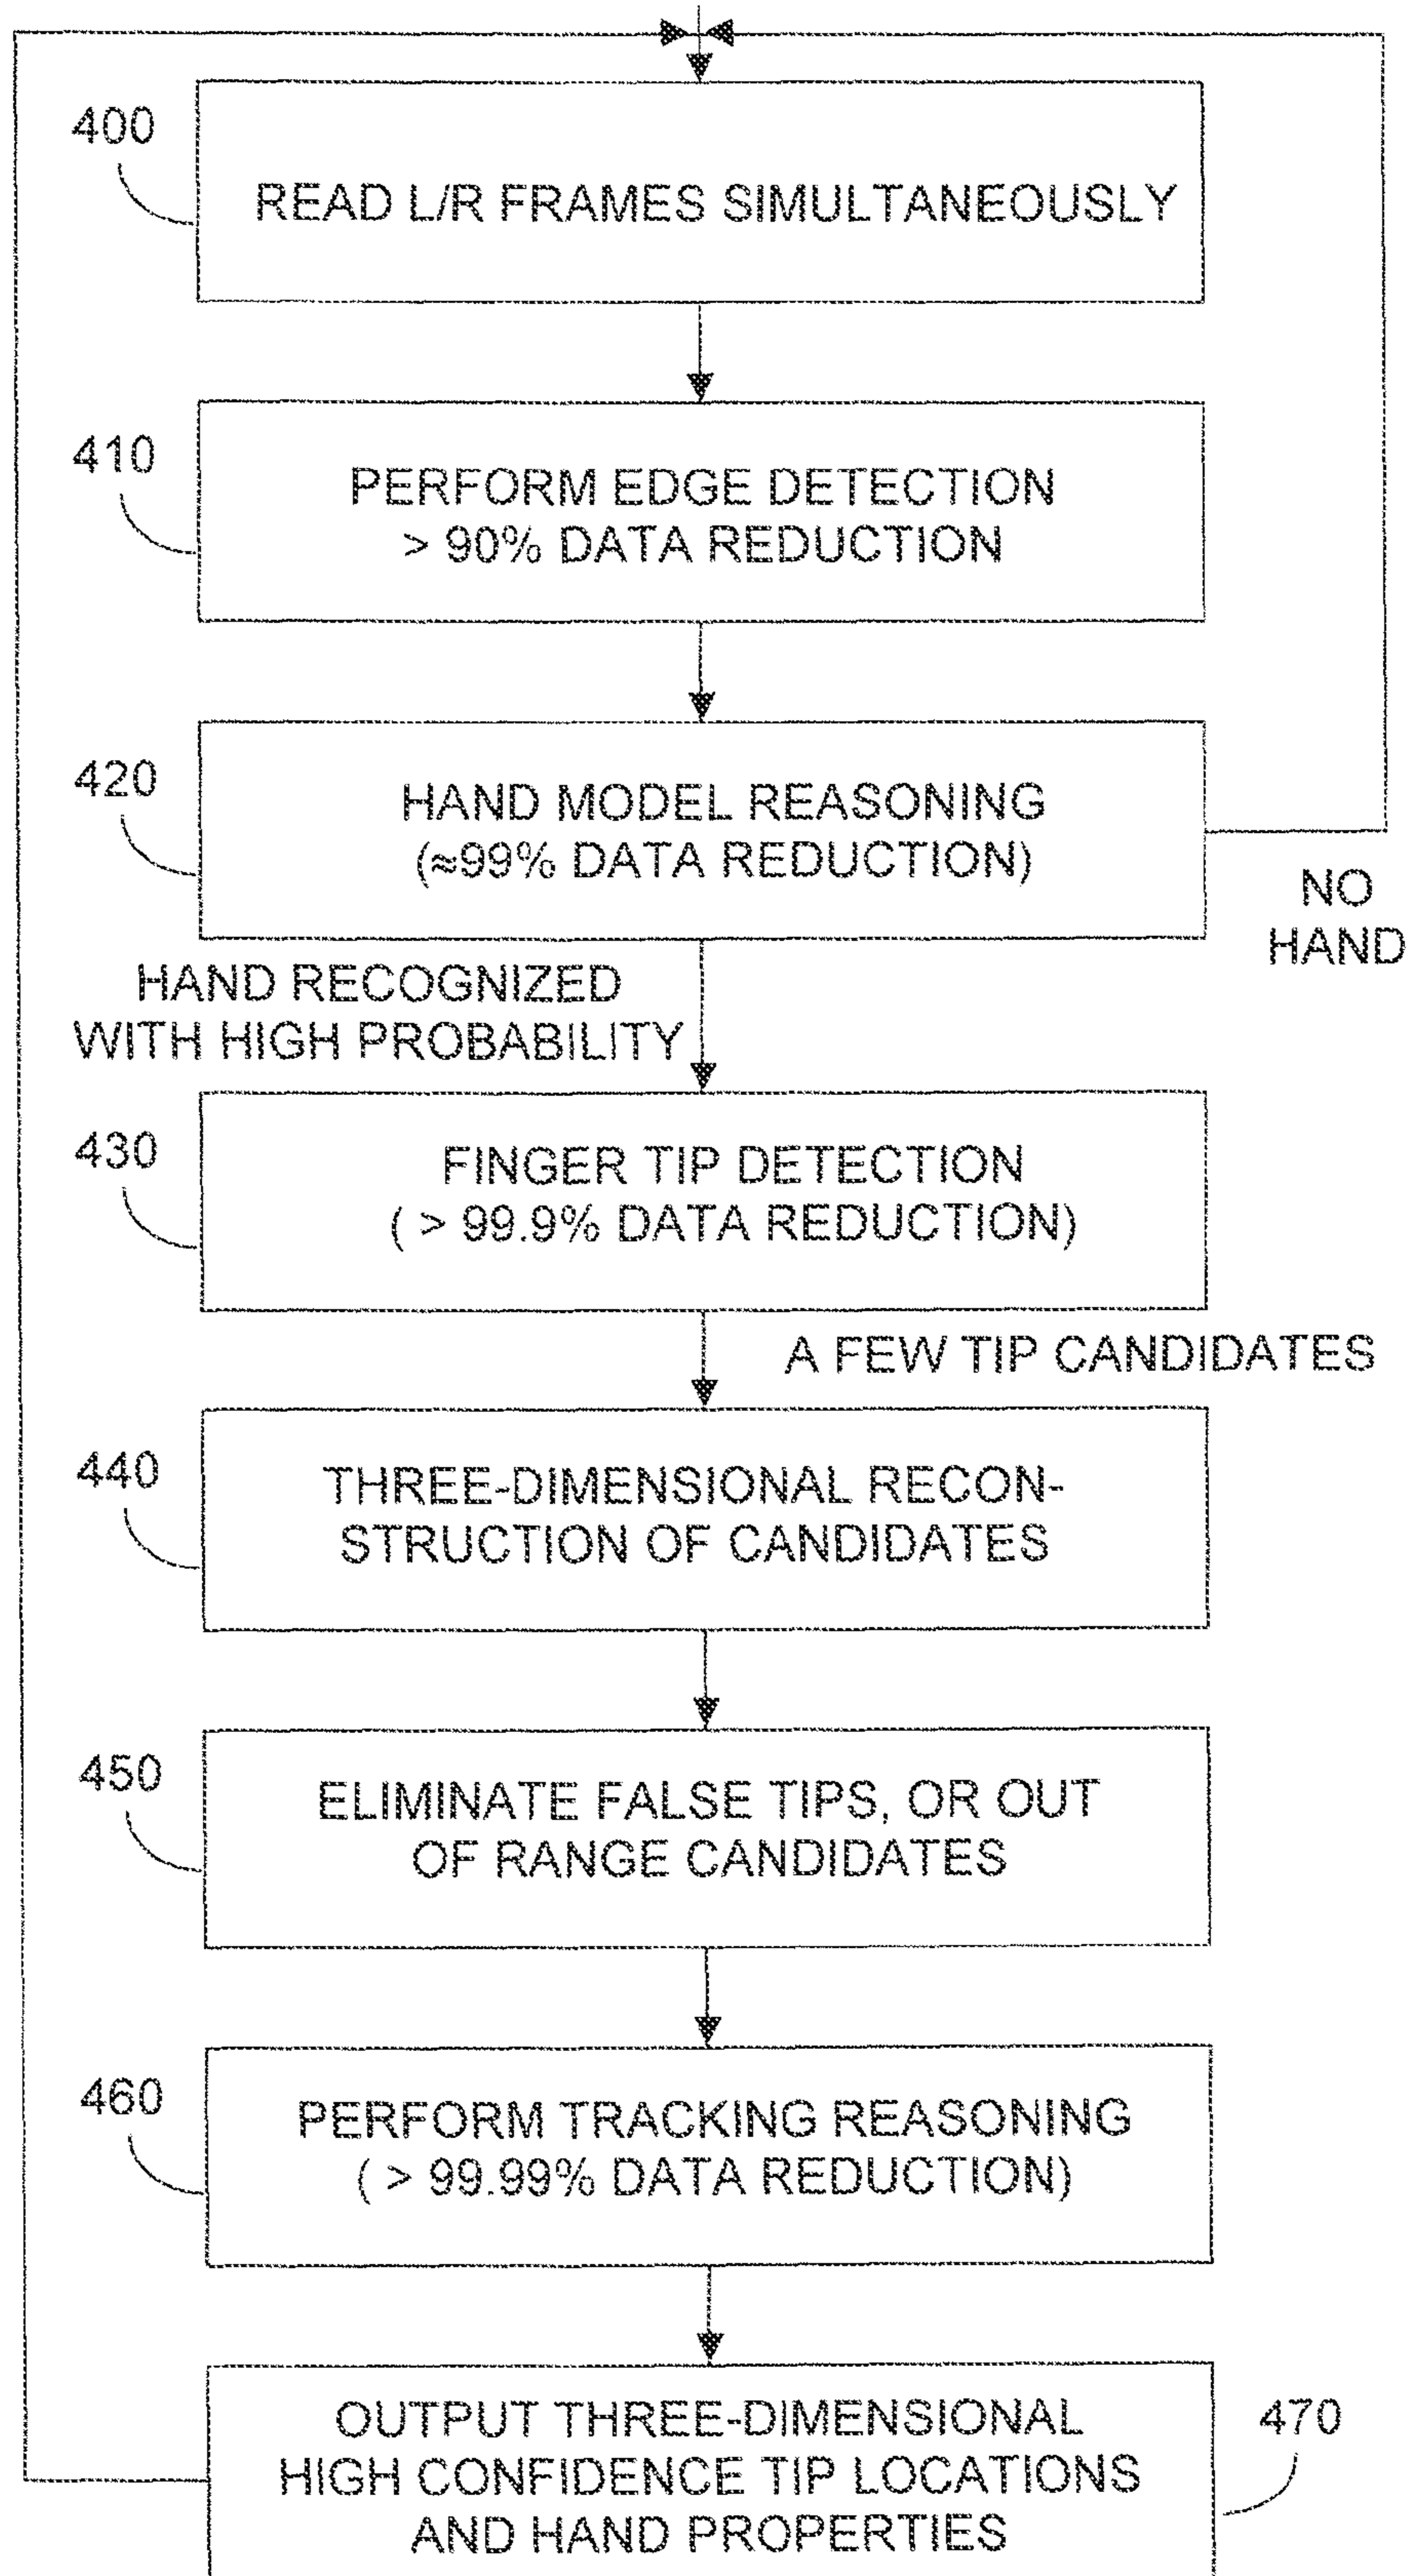 400
READ L/R FRAMES SIMULTANEOUSLY
410
PERFORM EDGE DETECTION
> 90% DATA REDUCTION
420
HAND MODEL REASONING
(≈99% DATA REDUCTION)
NO
HAND
HAND RECOGNIZED
WITH HIGH PROBABILITY
430
FINGER TIP DETECTION
( > 99.9% DATA REDUCTION)
A FEW TIP CANDIDATES
440
THREE-DIMENSIONAL RECON-
STRUCTION OF CANDIDATES
450
ELIMINATE FALSE TIPS, OR OUT
OF RANGE CANDIDATES
460
PERFORM TRACKING REASONING
( > 99.99% DATA REDUCTION)
OUTPUT THREE-DIMENSIONAL
HIGH CONFIDENCE TIP LOCATIONS
AND HAND PROPERTIES
470